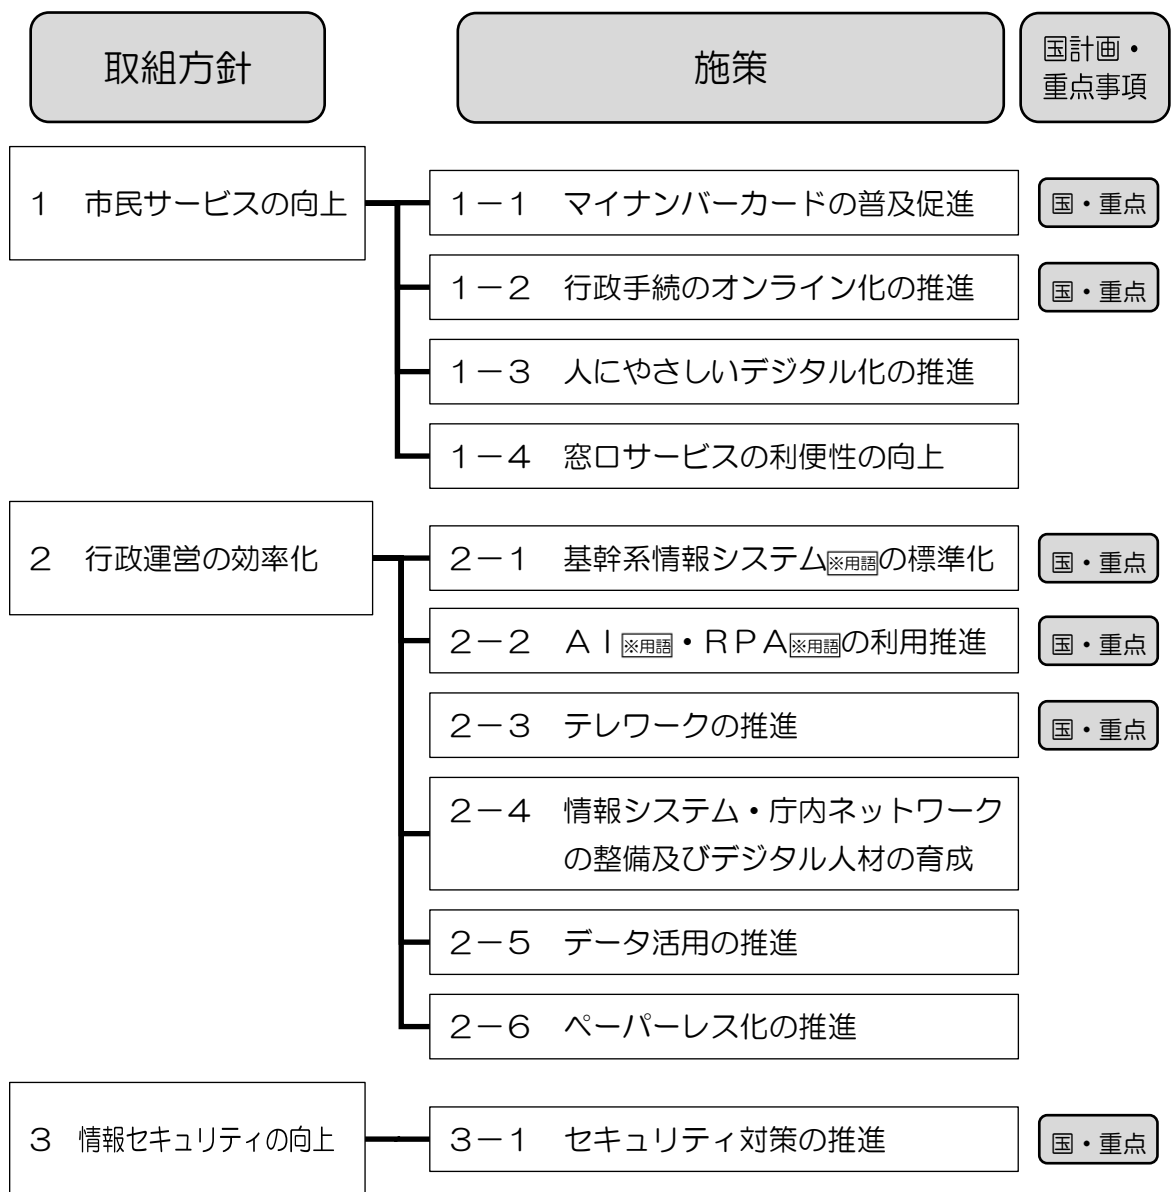 取組方針
施策
国計画・
重点事項
1 市民サービスの向上
1－1 マイナンバーカードの普及促進
国・重点
1－2 行政手続のオンライン化の推進
国・重点
1－3 人にやさしいデジタル化の推進
1－4 窓口サービスの利便性の向上
2 行政運営の効率化
2－1 基幹系情報システム※用語の標準化
国・重点
2－2 AI※用語・RPA※用語の利用推進
国・重点
2－3 テレワークの推進
国・重点
2－4 情報システム・庁内ネットワーク
の整備及びデジタル人材の育成
2－5 データ活用の推進
2－6 ペーパーレス化の推進
3 情報セキュリティの向上
3－1 セキュリティ対策の推進
国・重点